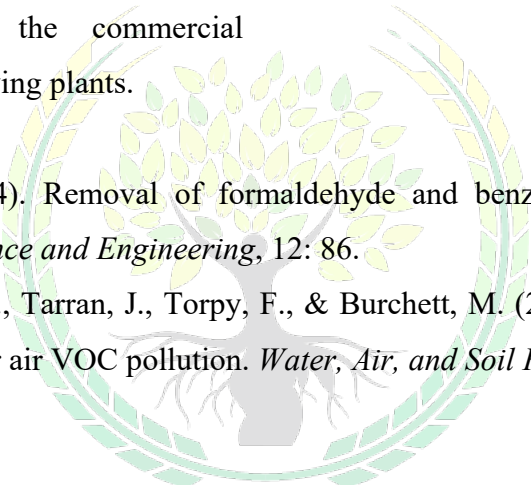 the commercial
ing plants.
4). Removal of formaldehyde and benz
nce and Engineering, 12: 86.
., Tarran, J., Torpy, F., & Burchett, M. (2
r air VOC pollution. Water, Air, and Soil P